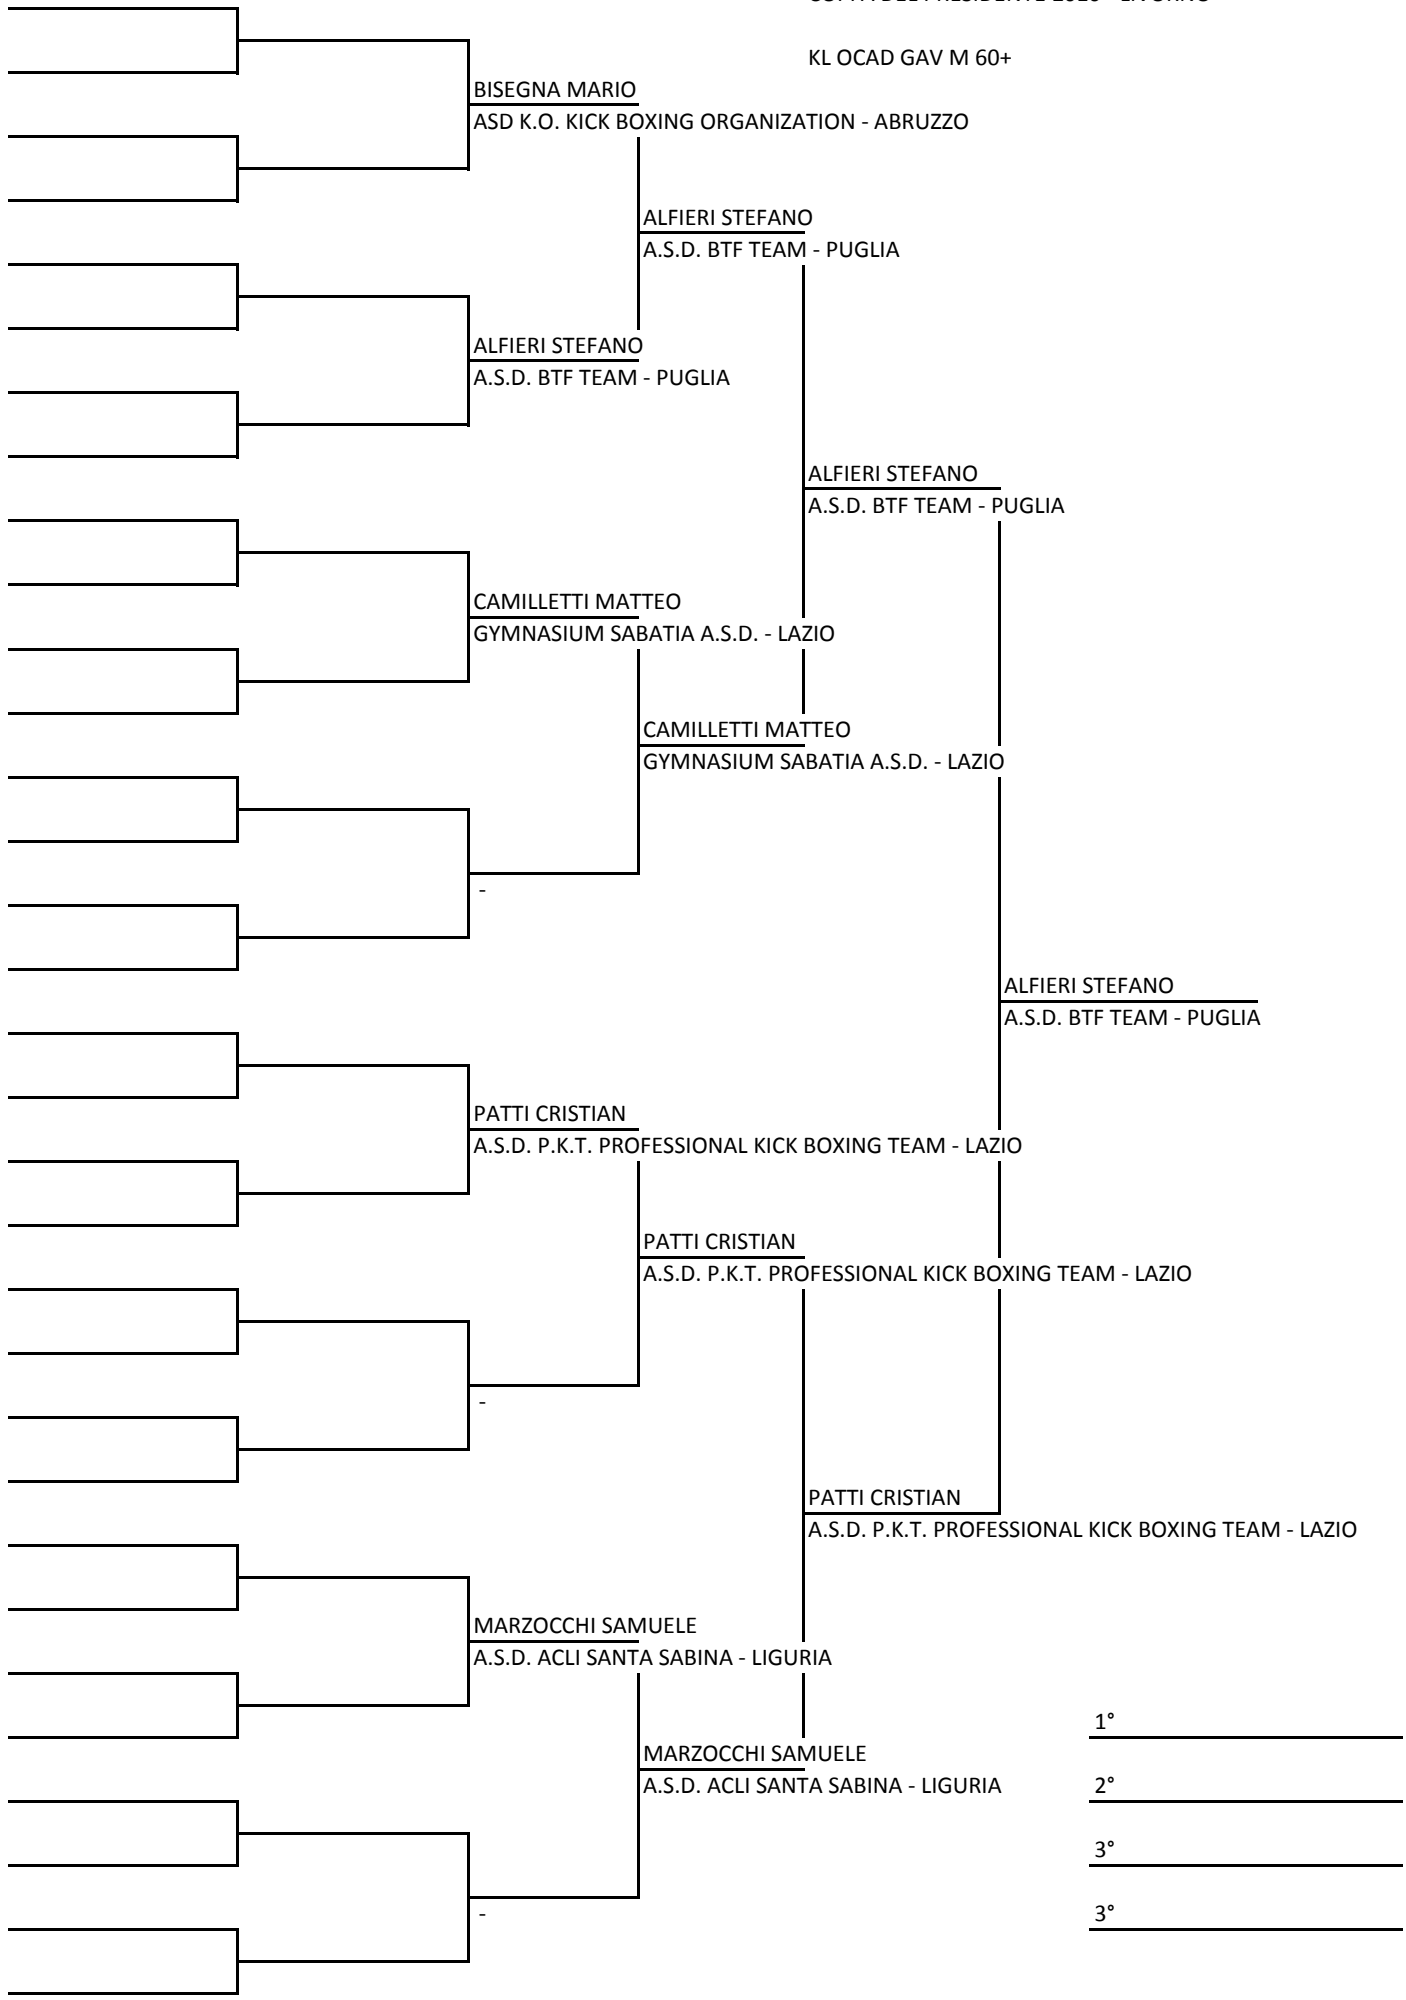 KL OCAD GAV M 60+
BISEGNA MARIO
ASD K.O. KICK BOXING ORGANIZATION - ABRUZZO
ALFIERI STEFANO
A.S.D. BTF TEAM - PUGLIA
ALFIERI STEFANO
A.S.D. BTF TEAM - PUGLIA
ALFIERI STEFANO
A.S.D. BTF TEAM - PUGLIA
CAMILLETTI MATTEO
GYMNASIUM SABATIA A.S.D. - LAZIO
CAMILLETTI MATTEO
GYMNASIUM SABATIA A.S.D. - LAZIO
-
ALFIERI STEFANO
A.S.D. BTF TEAM - PUGLIA
PATTI CRISTIAN
A.S.D. P.K.T. PROFESSIONAL KICK BOXING TEAM - LAZIO
PATTI CRISTIAN
A.S.D. P.K.T. PROFESSIONAL KICK BOXING TEAM - LAZIO
-
PATTI CRISTIAN
A.S.D. P.K.T. PROFESSIONAL KICK BOXING TEAM - LAZIO
MARZOCCHI SAMUELE
A.S.D. ACLI SANTA SABINA - LIGURIA
1°
MARZOCCHI SAMUELE
A.S.D. ACLI SANTA SABINA - LIGURIA
2°
3°
-
3°